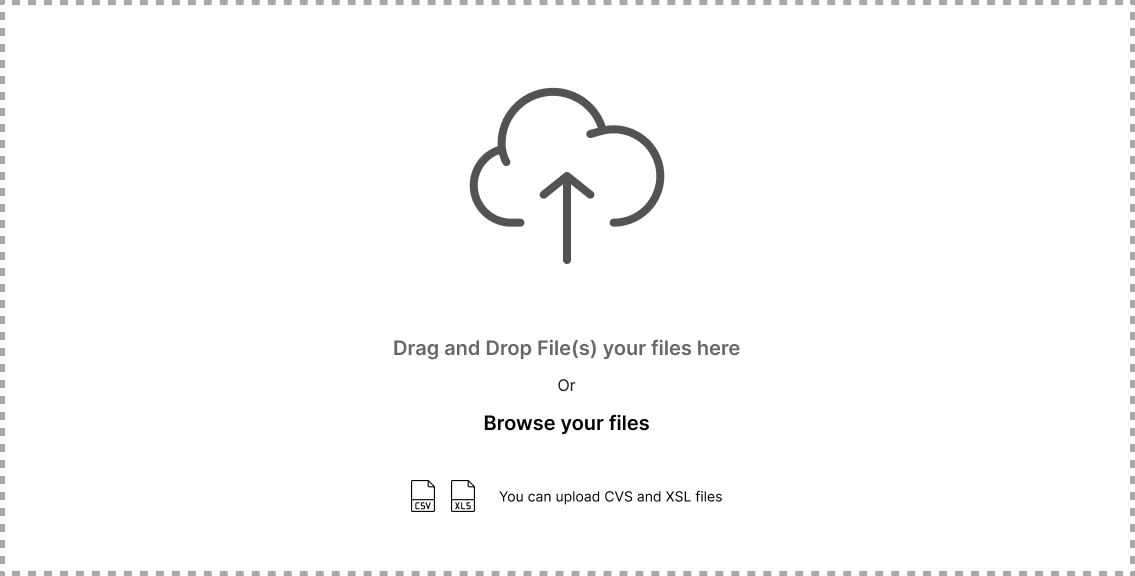 Drag and Drop File(s) your files here
Or
Browse your files
CSV XLS You can upload CVS and XSL files